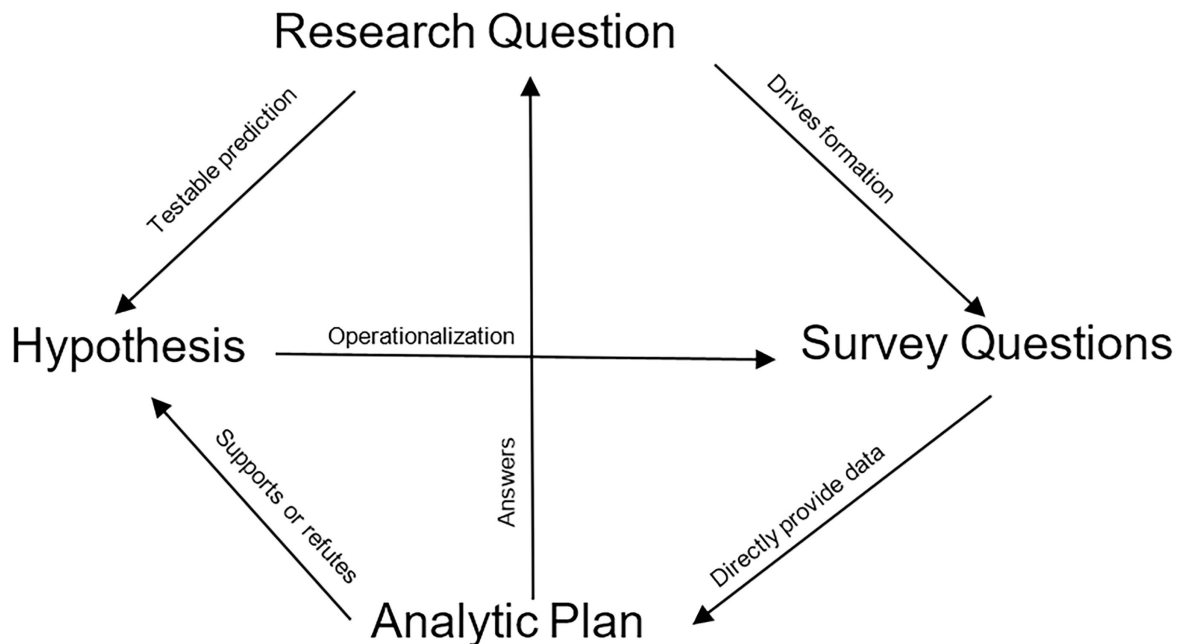 Research Question
Testable prediction
Drives formation
Hypothesis
Operationalization
Survey Questions
Supports or refutes
Answers
Directly provide data
Analytic Plan